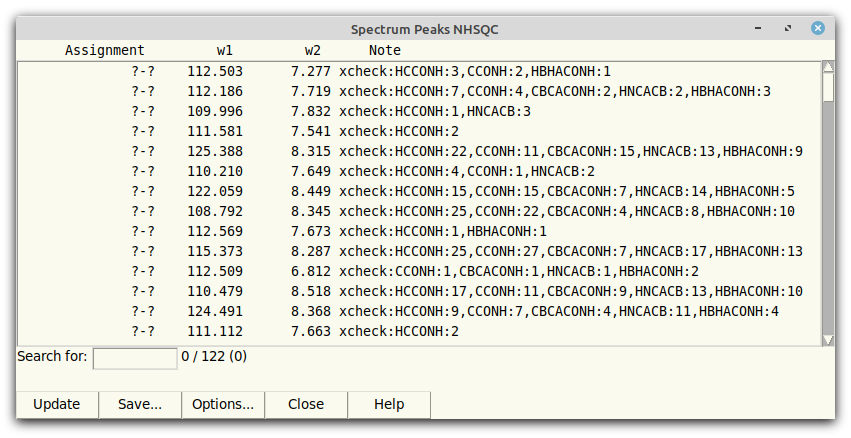 Spectrum Peaks NHSQC
Assignment w1 w2 Note
?-? 112.503 7.277 xcheck:HCCONH:3,CCONH:2,HBHACONH:1
?-? 112.186 7.719 xcheck:HCCONH:7,CCONH:4,CBCACONH:2,HNCACB:2,HBHACONH:3
?-? 109.996 7.832 xcheck:HCCONH:1,HNCACB:3
?-? 111.581 7.541 xcheck:HCCONH:2
?-? 125.388 8.315 xcheck:HCCONH:22,CCONH:11,CBCACONH:15,HNCACB:13,HBHACONH:9
?-? 110.210 7.649 xcheck:HCCONH:4,CCONH:1,HNCACB:2
?-? 122.059 8.449 xcheck:HCCONH:15,CCONH:15,CBCACONH:7,HNCACB:14,HBHACONH:5
?-? 108.792 8.345 xcheck:HCCONH:25,CCONH:22,CBCACONH:4,HNCACB:8,HBHACONH:10
?-? 112.569 7.673 xcheck:HCCONH:1,HBHACONH:1
?-? 115.373 8.287 xcheck:HCCONH:25,CCONH:27,CBCACONH:7,HNCACB:17,HBHACONH:13
?-? 112.509 6.812 xcheck:CCONH:1,CBCACONH:1,HNCACB:1,HBHACONH:2
?-? 110.479 8.518 xcheck:HCCONH:17,CCONH:11,CBCACONH:9,HNCACB:13,HBHACONH:10
?-? 124.491 8.368 xcheck:HCCONH:9,CCONH:7,CBCACONH:4,HNCACB:11,HBHACONH:4
?-? 111.112 7.663 xcheck:HCCONH:2
Search for: 0 / 122 (0)
Update Save... Options... Close Help